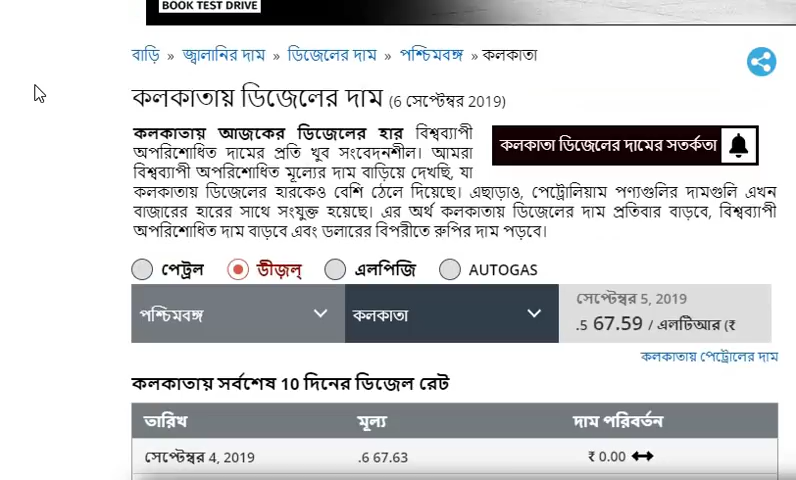 BOOK TEST DRIVE
বাড়ি » জ্বালানির দাম » ডিজেলের দাম » পশ্চিমবঙ্গ » কলকাতা
কলকাতায় ডিজেলের দাম (6 সেপ্টেম্বর 2019)
কলকাতায় আজকের ডিজেলের হার বিশ্বব্যাপী
অপরিশোধিত দামের প্রতি খুব সংবেদনশীল। আমরা
বিশ্বব্যাপী অপরিশোধিত মূল্যের দাম বাড়িয়ে দেখছি, যা
কলকাতা ডিজেলের দামের সতর্কতা
কলকাতায় ডিজেলের হারকেও বেশি ঠেলে দিয়েছে। এছাড়াও, পেট্রোলিয়াম পণ্যগুলির দামগুলি এখন
বাজারের হারের সাথে সংযুক্ত হয়েছে। এর অর্থ কলকাতায় ডিজেলের দাম প্রতিবার বাড়বে, বিশ্বব্যাপী
অপরিশোধিত দাম বাড়বে এবং ডলারের বিপরীতে রুপির দাম পড়বে।
পেট্রল ডীজ়ল্ এলপিজি AUTOGAS
পশ্চিমবঙ্গ কলকাতা
সেপ্টেম্বর 5, 2019
.5 67.59 / এলটিআর (₹
কলকাতায় পেট্রোলের দাম
কলকাতায় সর্বশেষ 10 দিনের ডিজেল রেট
তারিখ মূল্য দাম পরিবর্তন
সেপ্টেম্বর 4, 2019 .6 67.63 ₹ 0.00